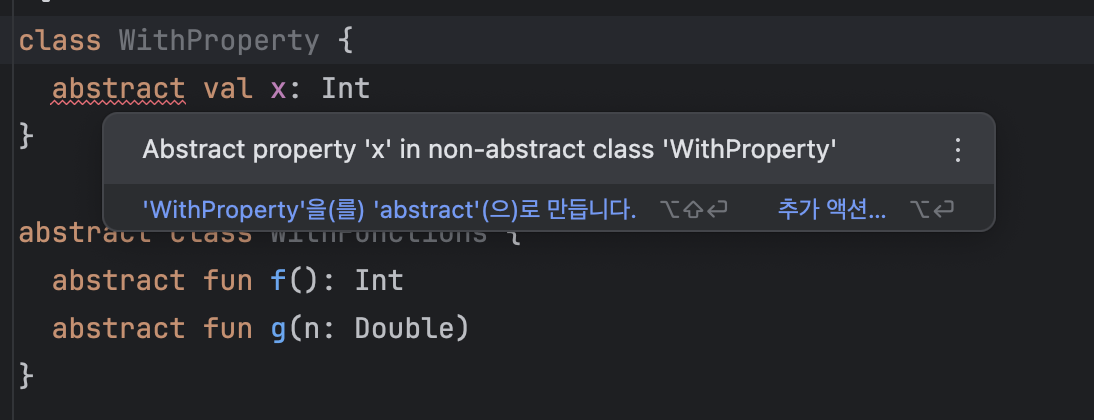 class WithProperty {
abstract val x: Int
}
Abstract property 'x' in non-abstract class 'WithProperty'
'WithProperty'을(를) 'abstract'(으)로 만듭니다. ⌥⇧⏎ 추가 액션... ⌥⏎
abstract class WithFunctions {
abstract fun f(): Int
abstract fun g(n: Double)
}